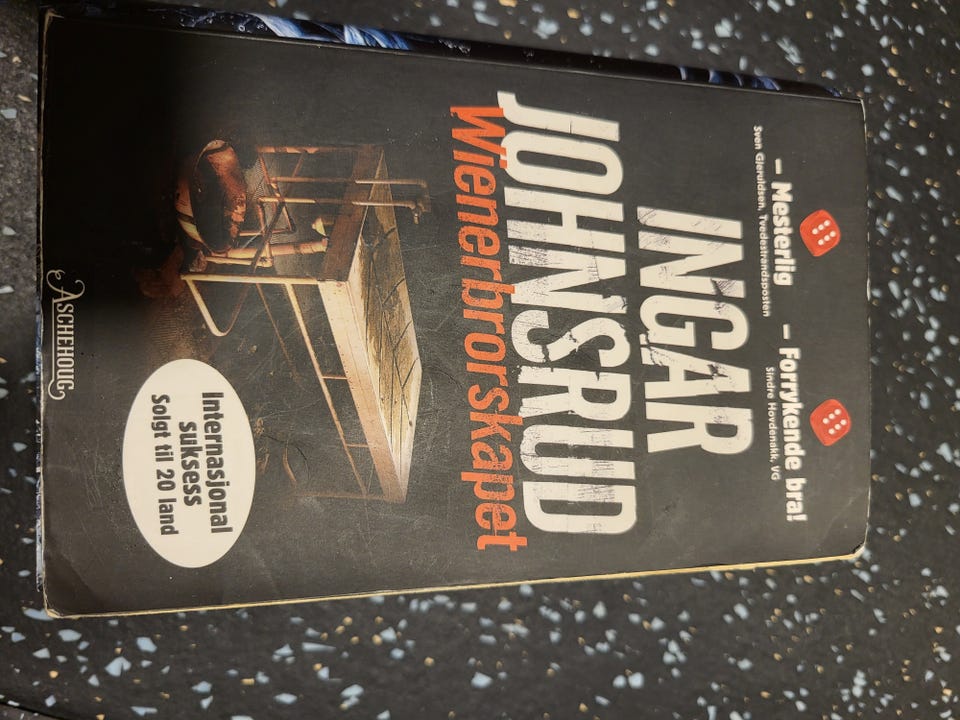 – Mesterlig
Sven Gjeruldsen, Tvedestrandsposten
– Forrykende bra!
Sindre Hovdenakk, VG
INGAR
JOHNSRUD
Wienerbrorskapet
Internasjonal
suksess
Solgt til 20 land
ASCHEHOUG